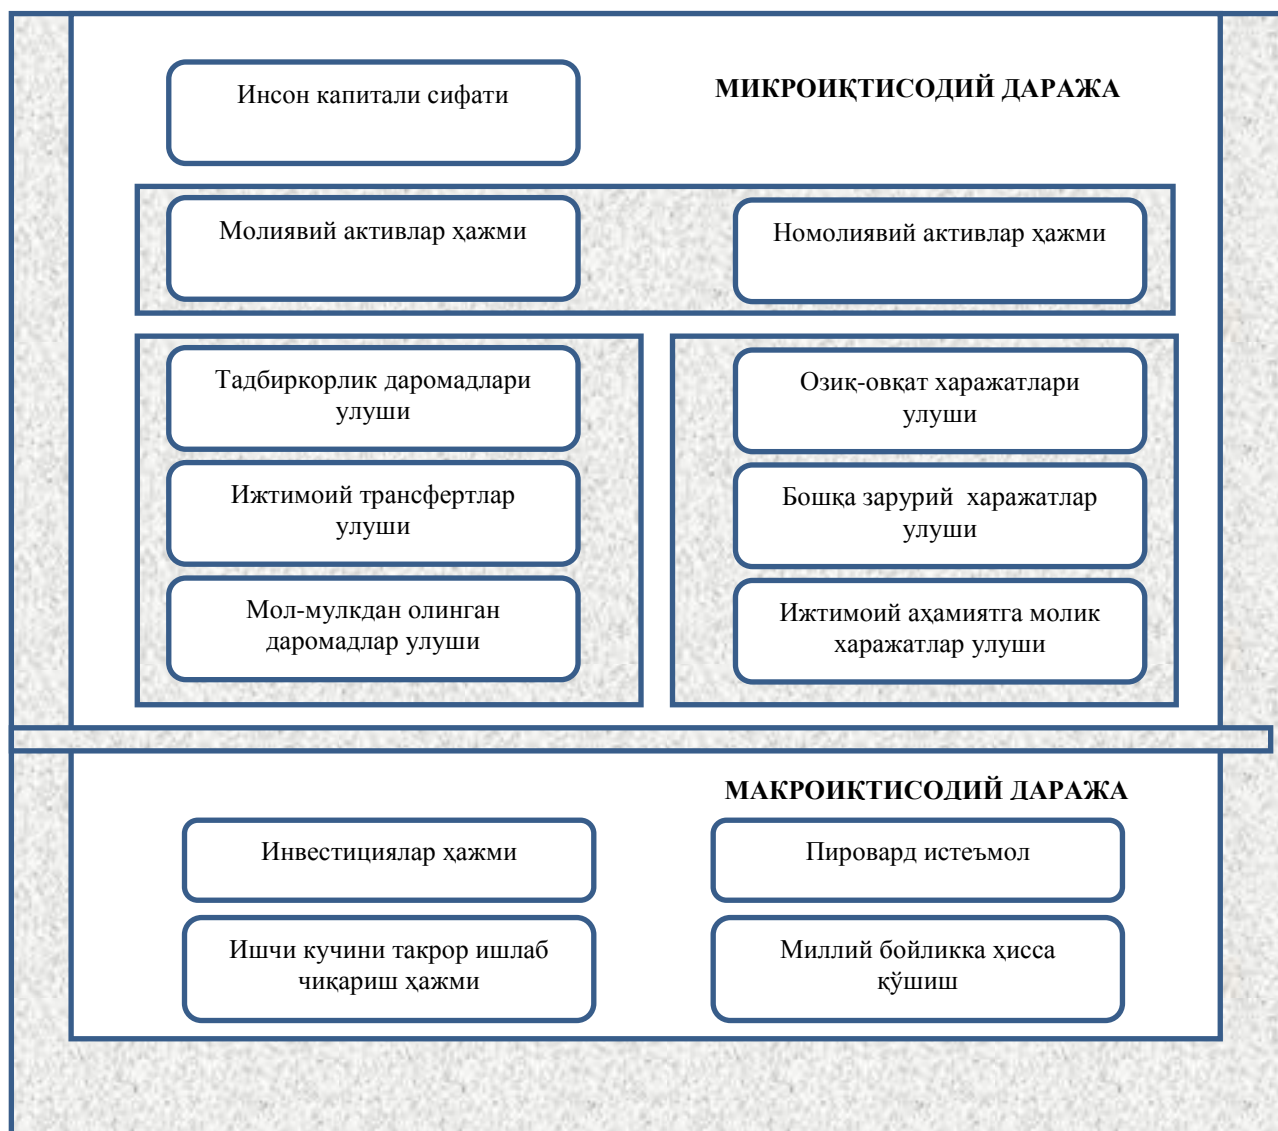 Инсон капитали сифати
МИКРОИҚТИСОДИЙ ДАРАЖА
Молиявий активлар ҳажми
Номолиявий активлар ҳажми
Тадбиркорлик даромадлари
улуши
Ижтимоий трансфертлар
улуши
Мол-мулкдан олинган
даромадлар улуши
Озиқ-овқат харажатлари
улуши
Бошқа зарурий харажатлар
улуши
Ижтимоий аҳамиятга молик
харажатлар улуши
МАКРОИҚТИСОДИЙ ДАРАЖА
Инвестициялар ҳажми
Пировард истеъмол
Ишчи кучини такрор ишлаб
чиқариш ҳажми
Миллий бойликка ҳисса
қўшиш